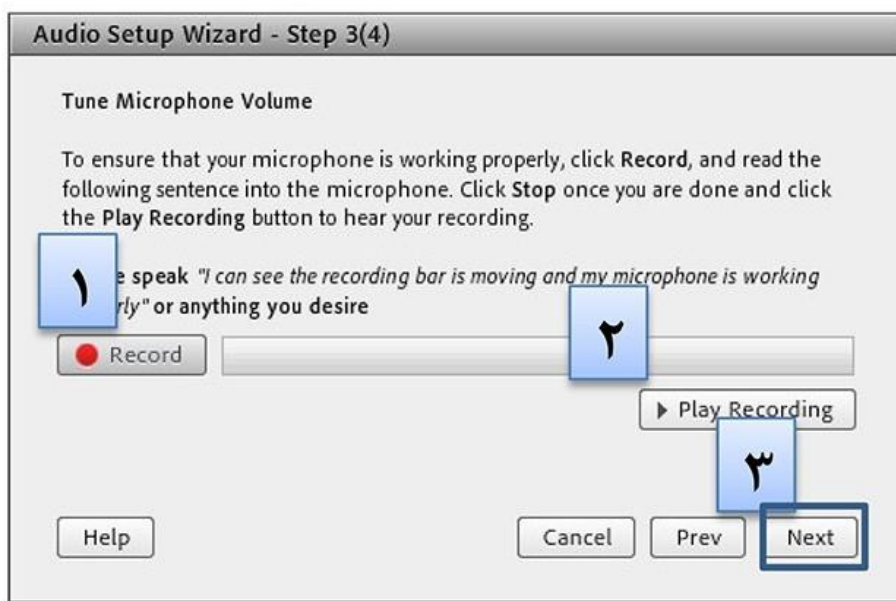 Audio Setup Wizard - Step 3(4)
Tune Microphone Volume
To ensure that your microphone is working properly, click Record, and read the
following sentence into the microphone. Click Stop once you are done and click
the Play Recording button to hear your recording.
۱
speak "I can see the recording bar is moving and my microphone is working
or anything you desire
۲
Record
Play Recording
۳
Help
Cancel
Prev
Next